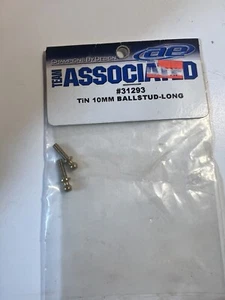 TEAM
ASSOCIATED
ae
#31293
TiN 10MM BALLSTUD-LONG